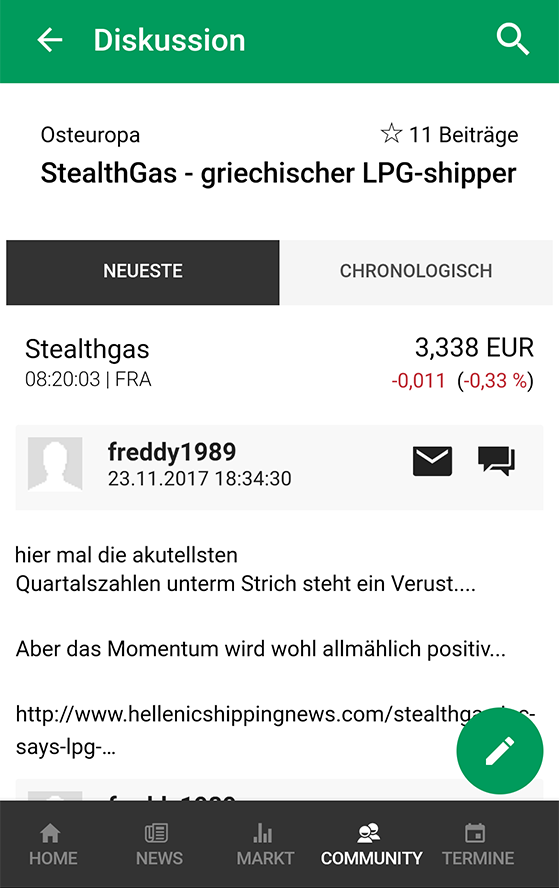 Diskussion
Osteuropa
☆ 11 Beiträge
StealthGas - griechischer LPG-shipper
NEUESTE
CHRONOLOGISCH
Stealthgas
3,338 EUR
08:20:03 | FRA
-0,011 (-0,33 %)
freddy1989
23.11.2017 18:34:30
hier mal die akutellsten
Quartalszahlen unterm Strich steht ein Verust....
Aber das Momentum wird wohl allmählich positiv...
http://www.hellenicshippingnews.com/stealthga
says-lpg-…
HOME
NEWS
MARKT
COMMUNITY
TERMINE